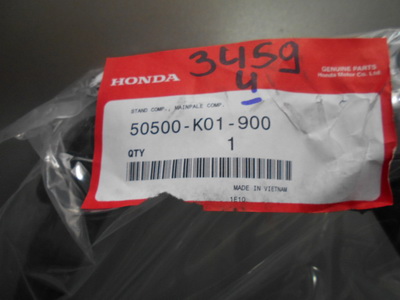 3459
4
HONDA
GENUINE PARTS
Honda Motor Co., Ltd.
STAND COMP., MAINPALE COMP.
50500-K01-900
QTY 1
MADE IN VIETNAM
1F1D